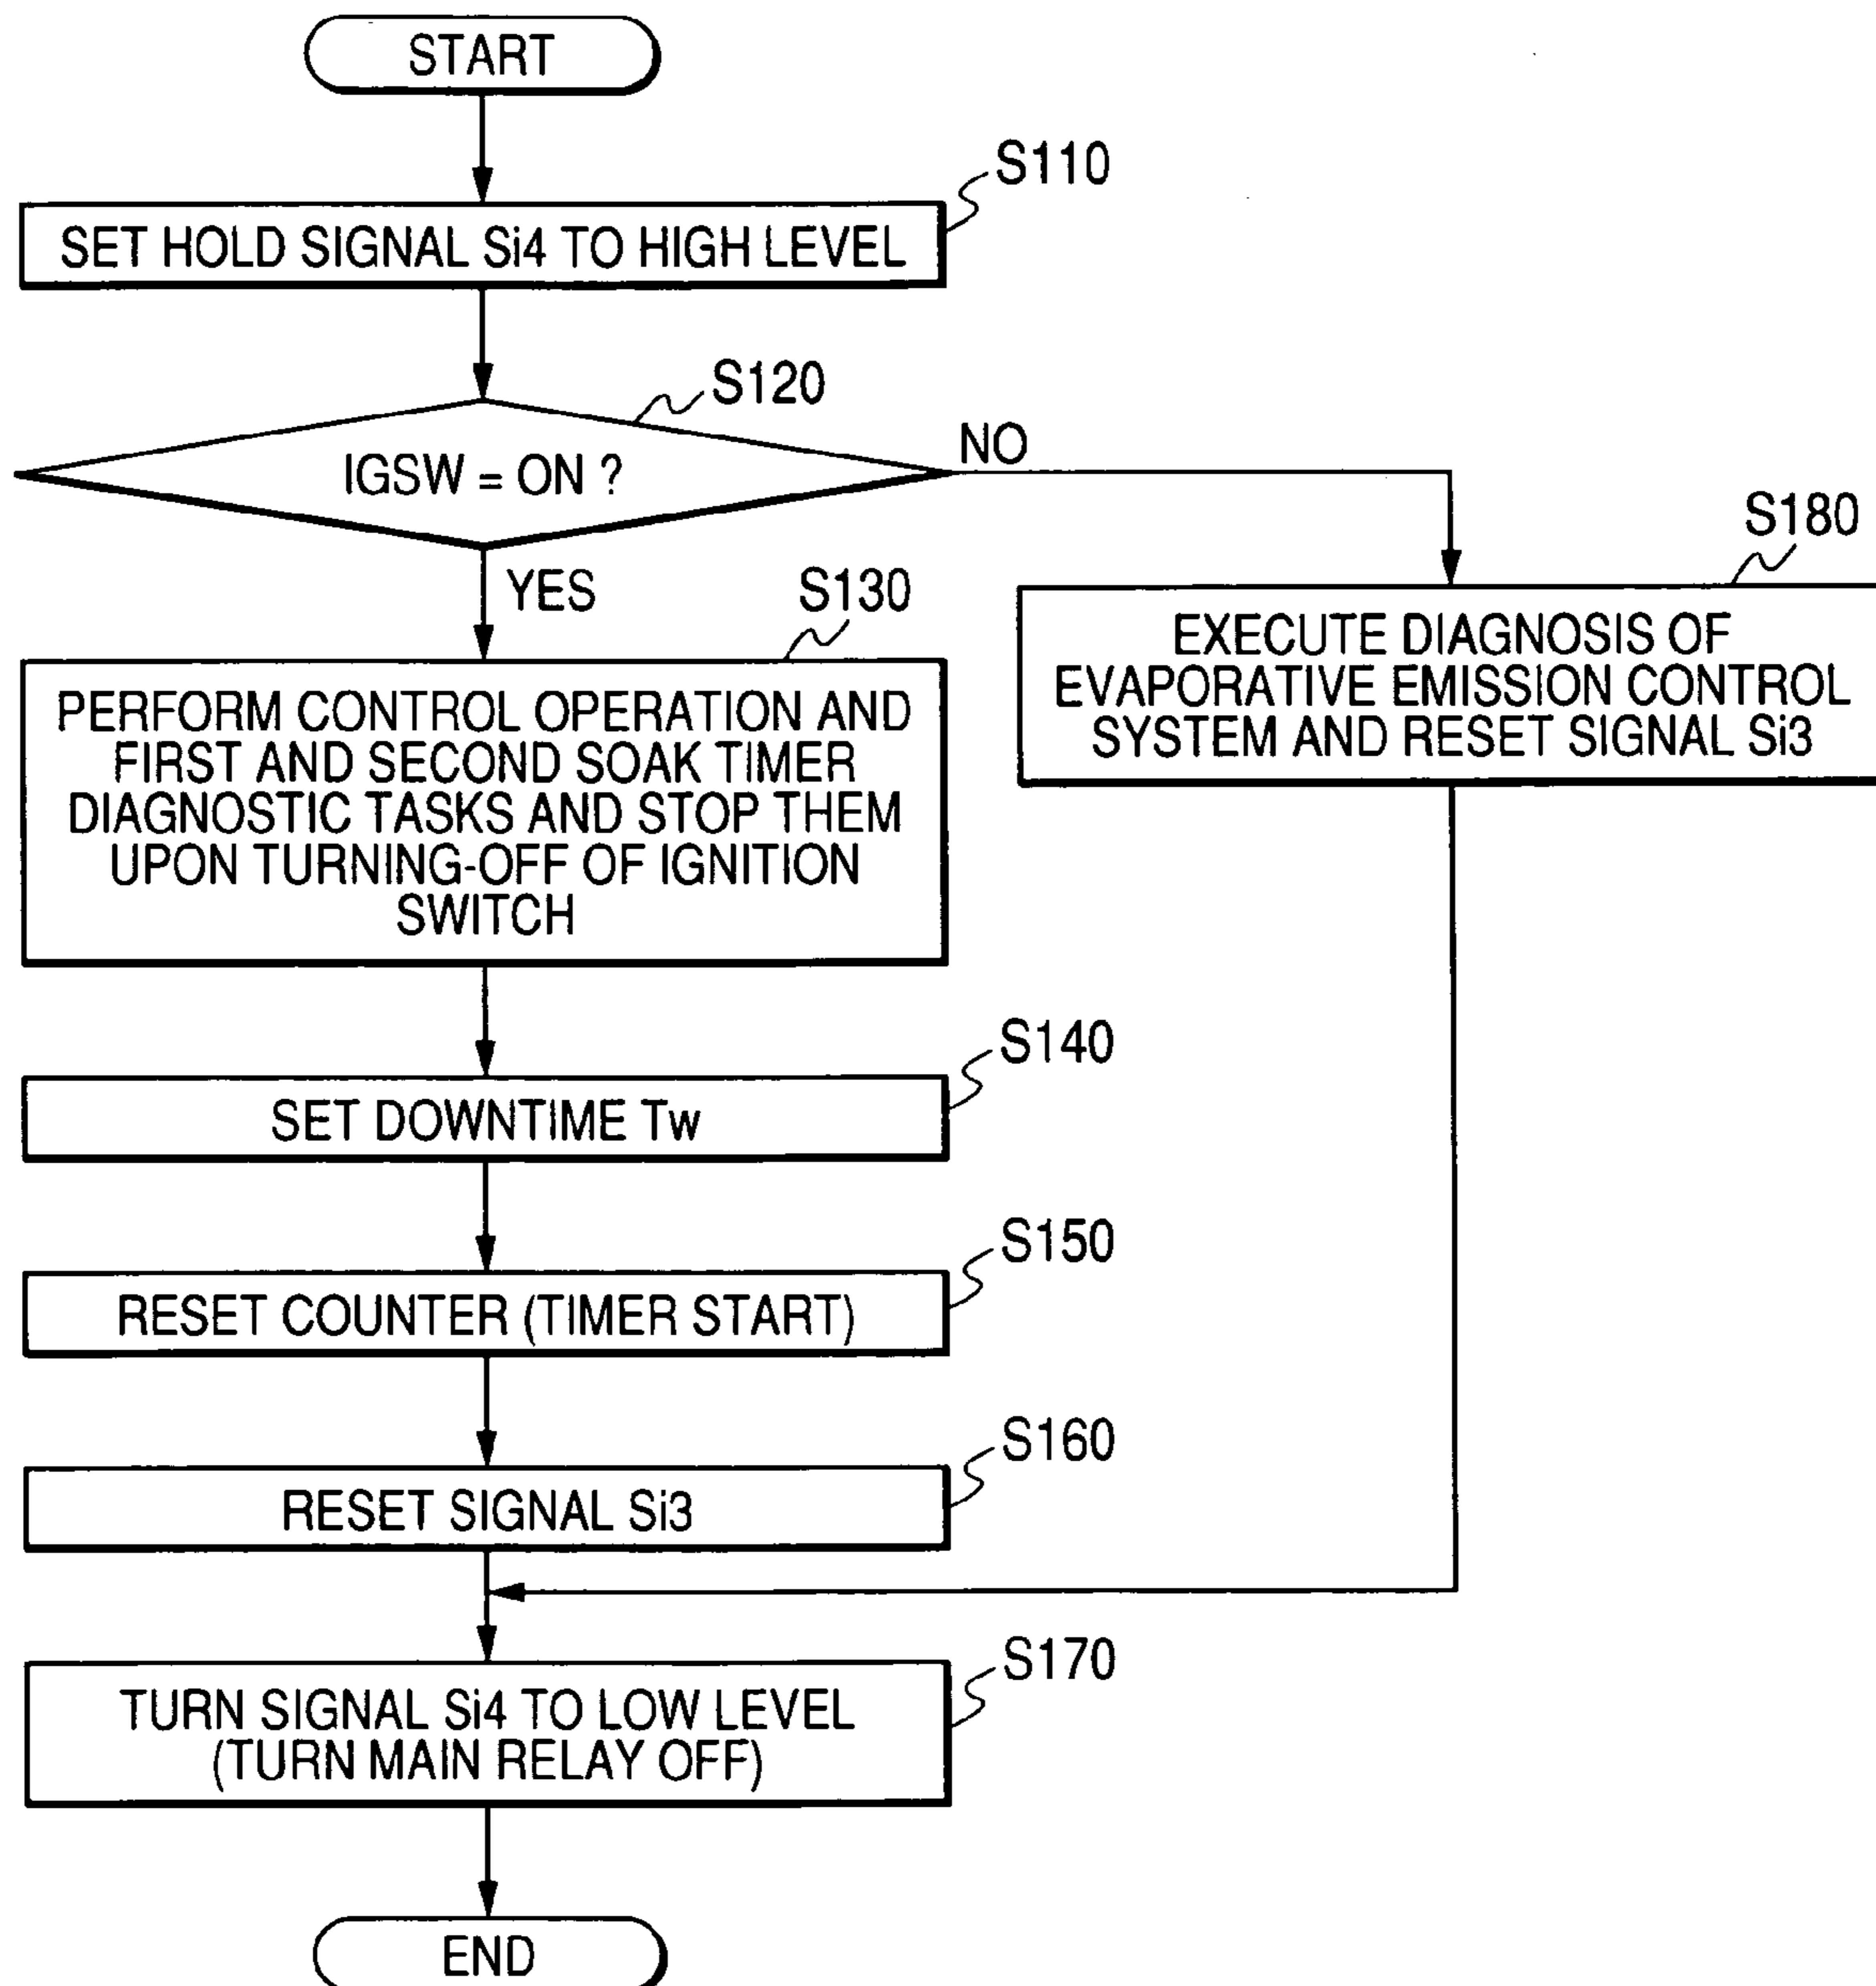 START
S110
SET HOLD SIGNAL Si4 TO HIGH LEVEL
S120
IGSW = ON ?
NO
YES
S130
PERFORM CONTROL OPERATION AND
FIRST AND SECOND SOAK TIMER
DIAGNOSTIC TASKS AND STOP THEM
UPON TURNING-OFF OF IGNITION
SWITCH
S180
EXECUTE DIAGNOSIS OF
EVAPORATIVE EMISSION CONTROL
SYSTEM AND RESET SIGNAL Si3
S140
SET DOWNTIME Tw
S150
RESET COUNTER (TIMER START)
S160
RESET SIGNAL Si3
S170
TURN SIGNAL Si4 TO LOW LEVEL
(TURN MAIN RELAY OFF)
END